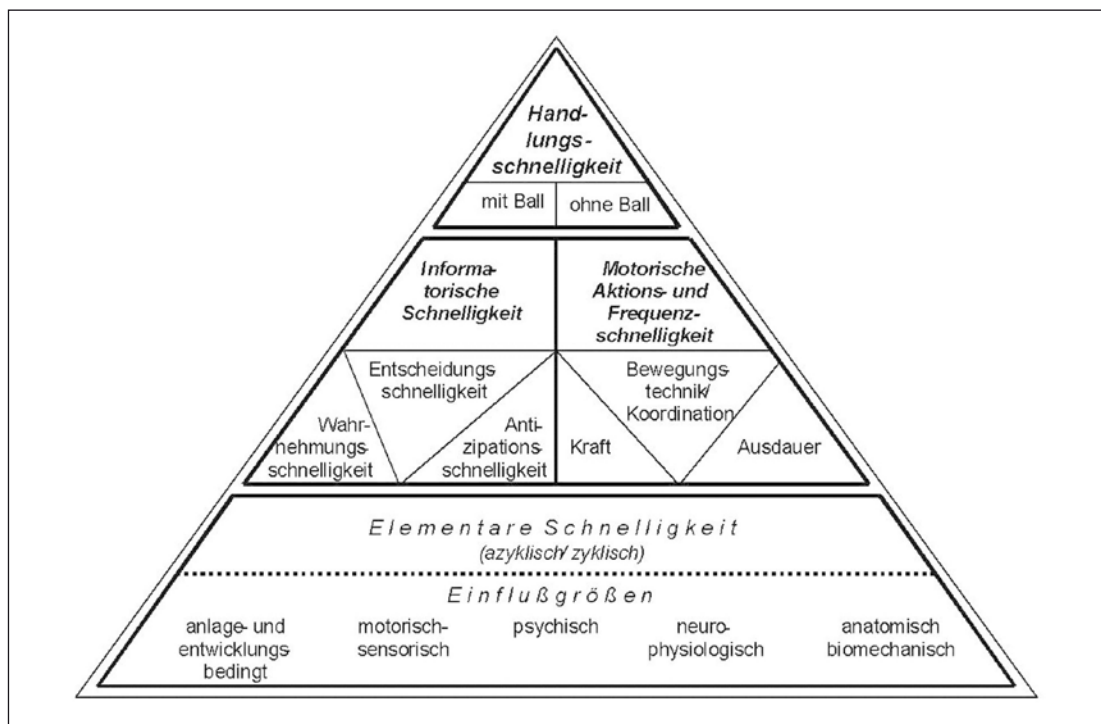 Hand-
lungs-
schnelligkeit
mit Ball
ohne Ball
Informa-
torische
Schnelligkeit
Motorische
Aktions- und
Frequenz-
schnelligkeit
Entscheidungs
schnelligkeit
Wahr-
nehmungs-
schnelligkeit
Anti-
zipations-
schnelligkeit
Kraft
Bewegungs-
technik/
Koordination
Ausdauer
Elementare Schnelligkeit
(azyklisch/ zyklisch)
Einflußgrößen
anlage- und
entwicklungs-
bedingt
motorisch-
sensorisch
psychisch
neuro-
physiologisch
anatomisch
biomechanisch